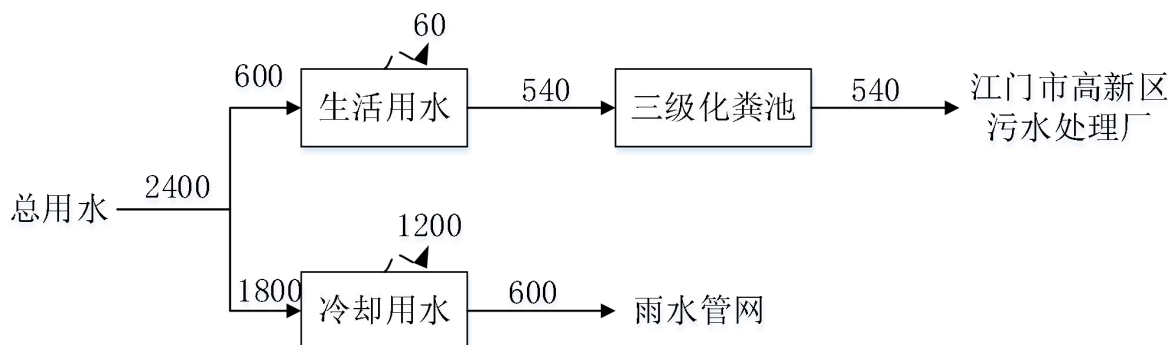 60
600
生活用水
540
三级化粪池
540
江门市高新区
污水处理厂
总用水
2400
1200
1800
冷却用水
600
雨水管网